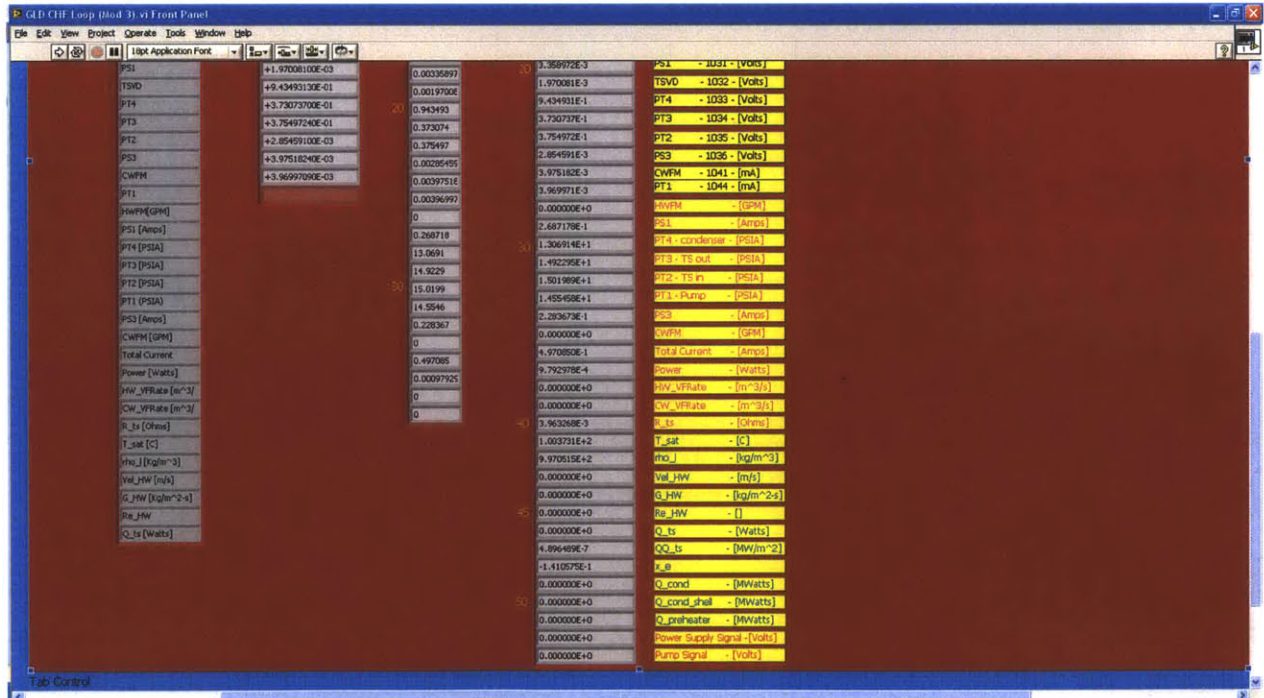 GLD CHF Loop (Mod 3).vi Front Panel
File Edit View Project Operate Tools Window Help
18pt Application Font
PS1
TSVD
PT4
PT3
PT2
PS3
CWFM
PT1
HWFM[GPM]
PS1 [Amps]
PT4 [PSIA]
PT3 [PSIA]
PT2 [PSIA]
PT1 (PSIA)
PS3 [Amps]
CWFM [GPM]
Total Current
Power [Watts]
HW_VFRate [m^3/
CW_VFRate [m^3/
R_ts [Ohms]
T_sat [C]
rho_l [Kg/m^3]
Vel_HW [m/s]
G_HW [Kg/m^2-s]
Re_HW
Q_ts [Watts]
+1.97008100E-03
+9.43493130E-01
+3.73073700E-01
+3.75497240E-01
+2.85459100E-03
+3.97518240E-03
+3.96997090E-03
20
30
0.00335897
0.0019700
0.943493
0.373074
0.375497
0.00285459
0.0039751
0.00396997
0
0.268718
13.0691
14.9229
15.0199
14.5546
0.228367
0
0.497085
0.00097929
0
0
20
30
40
45
50
3.358972E-3
1.970081E-3
9.434931E-1
3.730737E-1
3.754972E-1
2.854591E-3
3.975182E-3
3.969971E-3
0.000000E+0
2.687178E-1
1.306914E+1
1.492295E+1
1.501989E+1
1.455458E+1
2.283673E-1
0.000000E+0
4.970850E-1
9.792978E-4
0.000000E+0
0.000000E+0
3.963268E-3
1.003731E+2
9.970515E+2
0.000000E+0
0.000000E+0
0.000000E+0
0.000000E+0
4.896489E-7
-1.410575E-1
0.000000E+0
0.000000E+0
0.000000E+0
0.000000E+0
0.000000E+0
PS1 - 1031 - [Volts]
TSVD - 1032 - [Volts]
PT4 - 1033 - [Volts]
PT3 - 1034 - [Volts]
PT2 - 1035 - [Volts]
PS3 - 1036 - [Volts]
CWFM - 1041 - [mA]
PT1 - 1044 - [mA]
HWFM - [GPM]
PS1 - [Amps]
PT4 - condenser - [PSIA]
PT3 - TS out - [PSIA]
PT2 - TS in - [PSIA]
PT1 - Pump - [PSIA]
PS3 - [Amps]
CWFM - [GPM]
Total Current - [Amps]
Power - [Watts]
HW_VFRate - [m^3/s]
CW_VFRate - [m^3/s]
R_ts - [Ohms]
T_sat - [C]
rho_l - [kg/m^3]
Vel_HW - [m/s]
G_HW - [kg/m^2-s]
Re_HW - []
Q_ts - [Watts]
QQ_ts - [MW/m^2]
x_e
Q_cond - [MWatts]
Q_cond_shell - [MWatts]
Q_preheater - [MWatts]
Power Supply Signal -[Volts]
Pump Signal - [Volts]
Tab Control